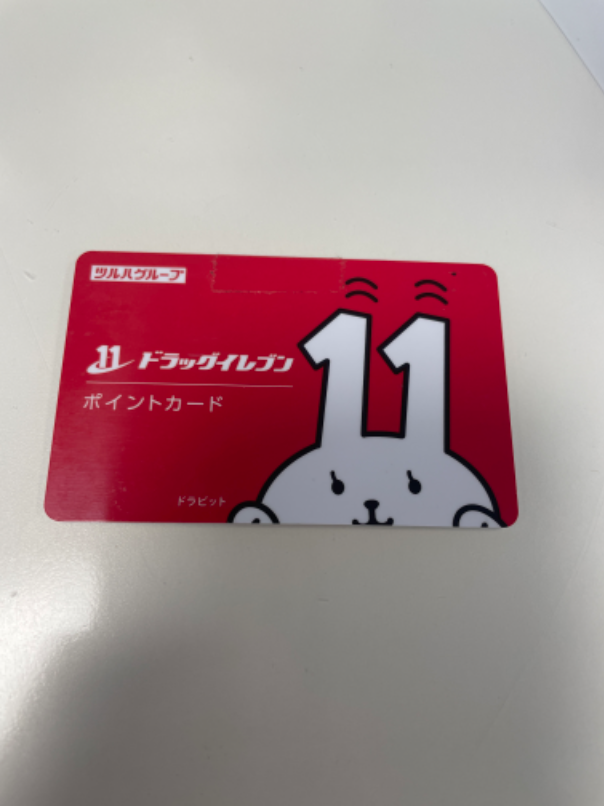 ツルハグループ
11 ドラッグイレブン
ポイントカード
ドラビット
11